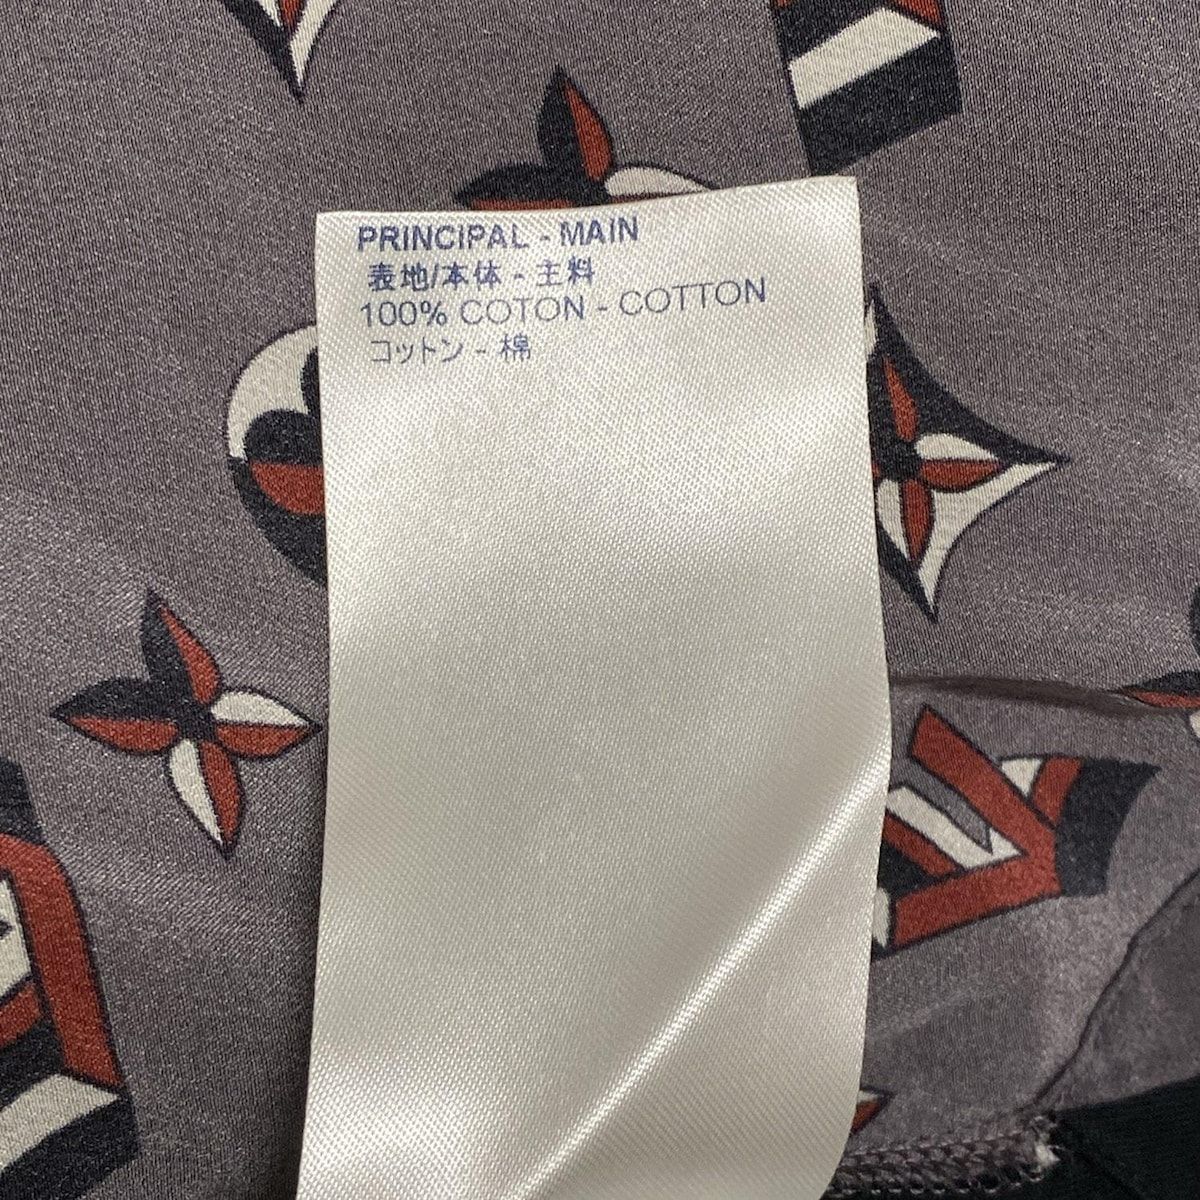 PRINCIPAL - MAIN
表地/本体 - 主料
100% COTON - COTTON
コットン - 棉